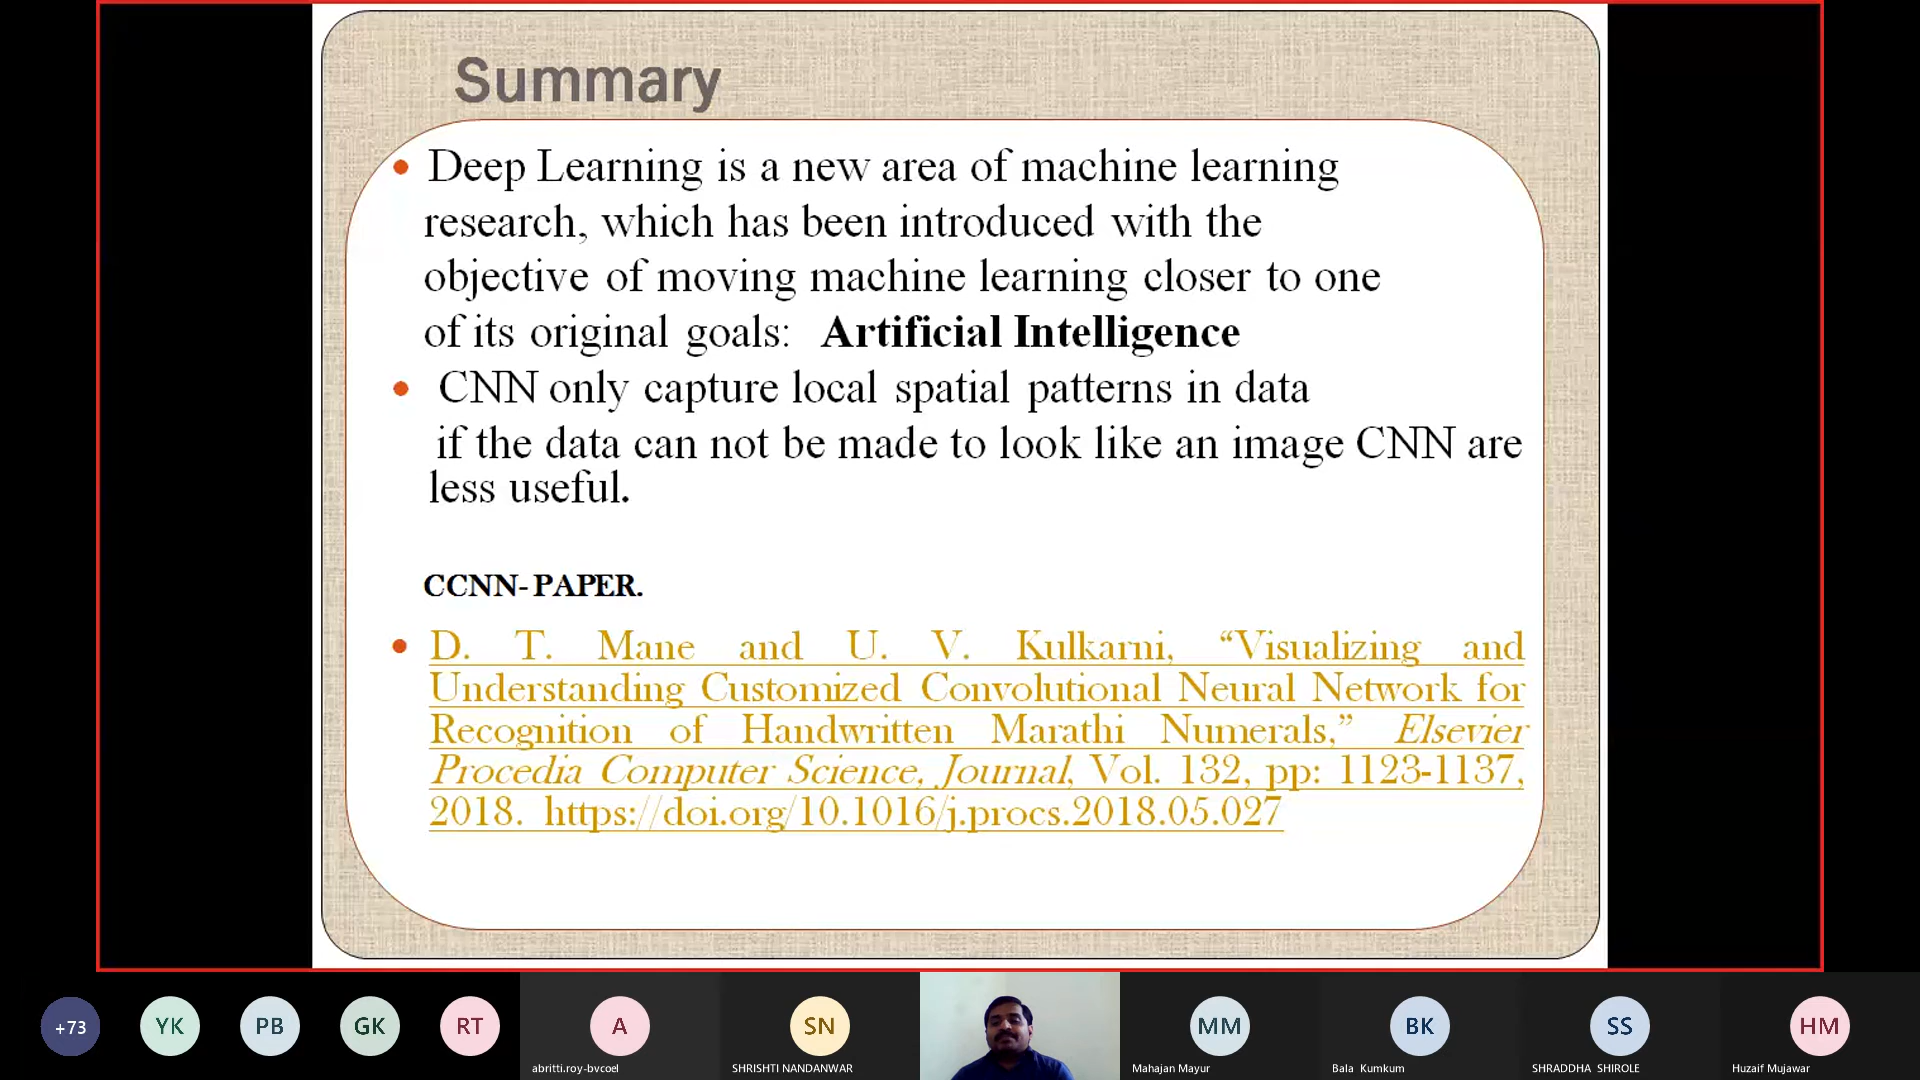 Summary
• Deep Learning is a new area of machine learning
research, which has been introduced with the
objective of moving machine learning closer to one
of its original goals: Artificial Intelligence
• CNN only capture local spatial patterns in data
if the data can not be made to look like an image CNN are
less useful.
CCNN- PAPER.
• D. T. Mane and U. V. Kulkarni, “Visualizing and
Understanding Customized Convolutional Neural Network for
Recognition of Handwritten Marathi Numerals,” Elsevier
Procedia Computer Science, Journal, Vol. 132, pp: 1123-1137,
2018. https://doi.org/10.1016/j.procs.2018.05.027
+73 YK PB GK RT A SN MM BK SS HM
abritti.roy-bvcoel SHRISHTI NANDANWAR Mahajan Mayur Bala Kumkum SHRADDHA SHIROLE Huzaif Mujawar